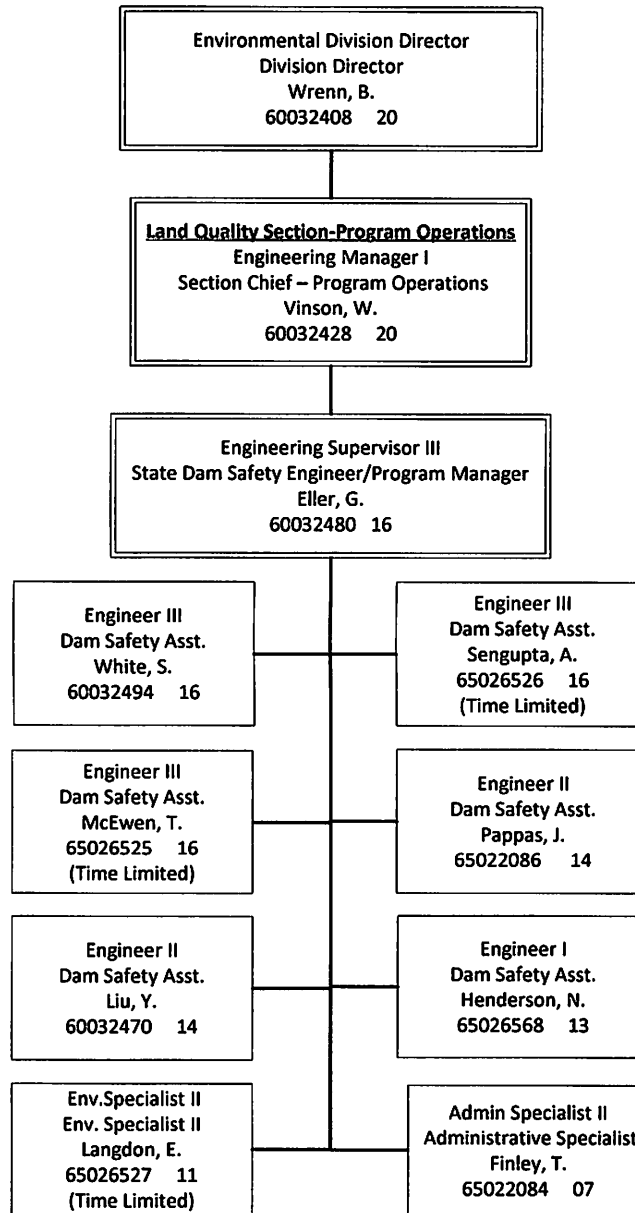 Environmental Division Director
Division Director
Wrenn, B.
60032408 20
Land Quality Section-Program Operations
Engineering Manager I
Section Chief – Program Operations
Vinson, W.
60032428 20
Engineering Supervisor III
State Dam Safety Engineer/Program Manager
Eller, G.
60032480 16
Engineer III
Dam Safety Asst.
White, S.
60032494 16
Engineer III
Dam Safety Asst.
Sengupta, A.
65026526 16
(Time Limited)
Engineer III
Dam Safety Asst.
McEwen, T.
65026525 16
(Time Limited)
Engineer II
Dam Safety Asst.
Pappas, J.
65022086 14
Engineer II
Dam Safety Asst.
Liu, Y.
60032470 14
Engineer I
Dam Safety Asst.
Henderson, N.
65026568 13
Env.Specialist II
Env. Specialist II
Langdon, E.
65026527 11
(Time Limited)
Admin Specialist II
Administrative Specialist
Finley, T.
65022084 07